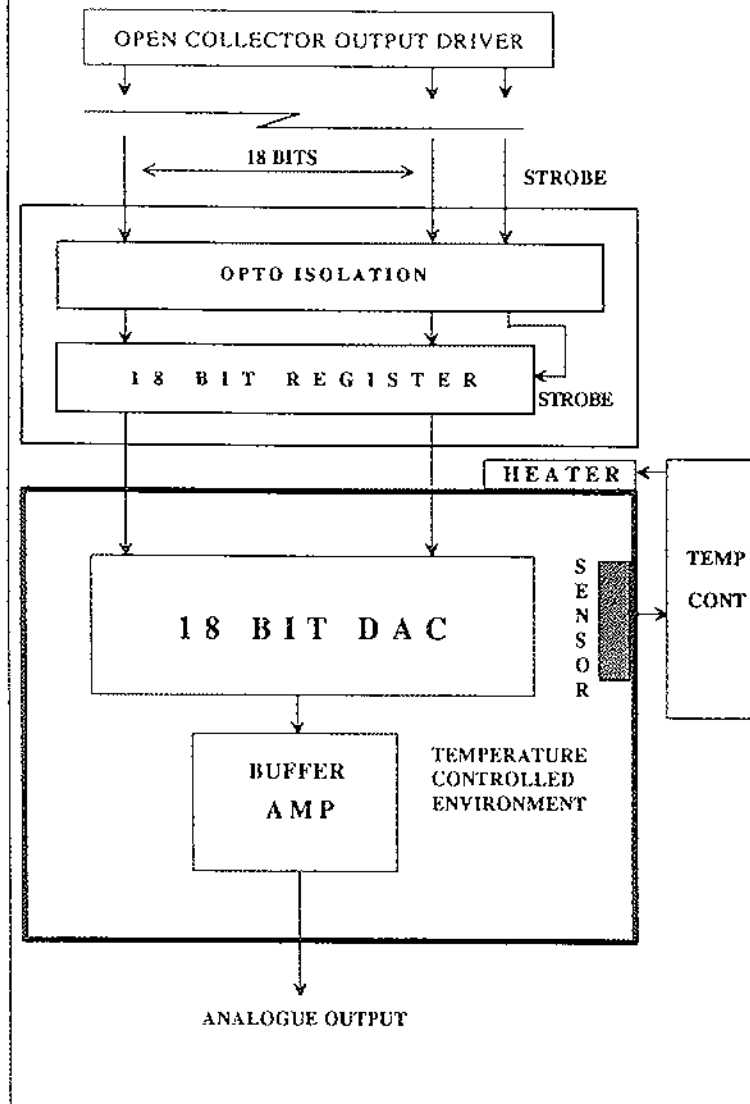 OPEN COLLECTOR OUTPUT DRIVER
18 BITS
STROBE
OPTO ISOLATION
18 BIT REGISTER
STROBE
HEATER
TEMP
CONT
SENSOR
18 BIT DAC
BUFFER
AMP
TEMPERATURE
CONTROLLED
ENVIRONMENT
ANALOGUE OUTPUT